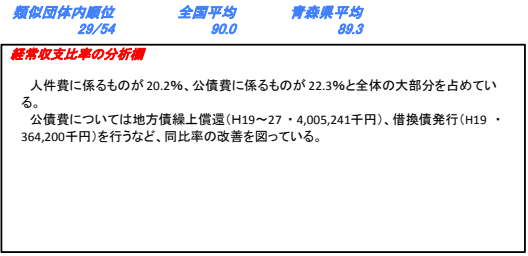 類似団体内順位 全国平均 青森県平均
29/54 90.0 89.3
経常収支比率の分析欄
人件費に係るものが 20.2%、公債費に係るものが 22.3%と全体の大部分を占めてい
る。
公債費については地方債繰上償還(H19～27 ・ 4,005,241千円)、借換債発行(H19 ・
364,200千円)を行うなど、同比率の改善を図っている。